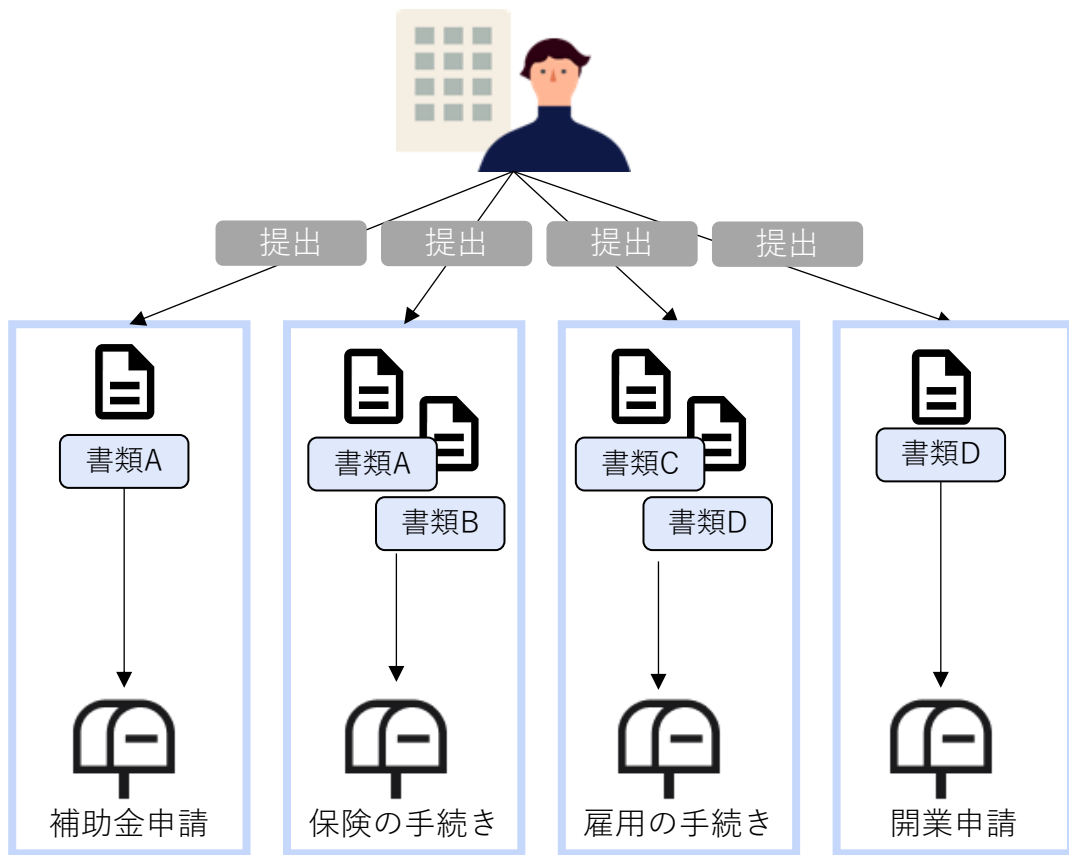 提出
提出
提出
提出
書類A
書類A
書類B
書類C
書類D
書類D
補助金申請
保険の手続き
雇用の手続き
開業申請